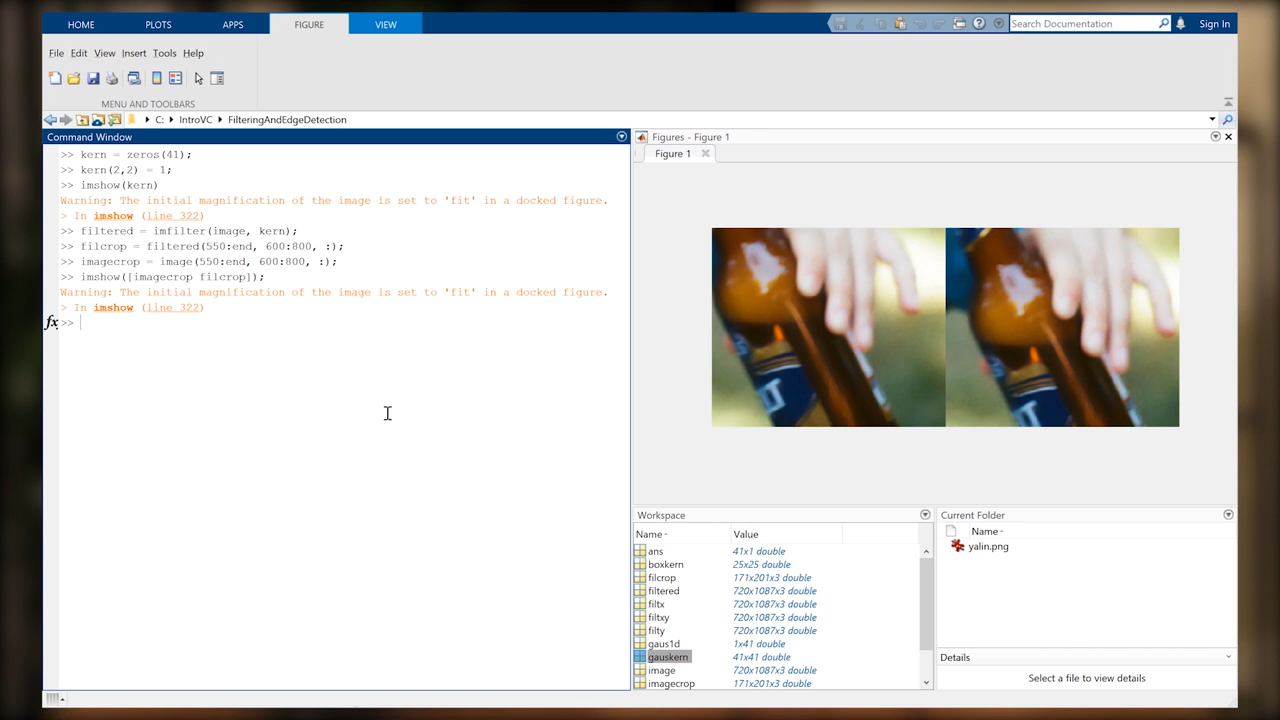 HOME PLOTS APPS FIGURE VIEW Search Documentation Sign In
File Edit View Insert Tools Help
MENU AND TOOLBARS
C: IntroVC FilteringAndEdgeDetection
Command Window
>> kern = zeros(41);
>> kern(2,2) = 1;
>> imshow(kern)
Warning: The initial magnification of the image is set to 'fit' in a docked figure.
> In imshow (line 322)
>> filtered = imfilter(image, kern);
>> filcrop = filtered(550:end, 600:800, :);
>> imagecrop = image(550:end, 600:800, :);
>> imshow([imagecrop filcrop]);
Warning: The initial magnification of the image is set to 'fit' in a docked figure.
> In imshow (line 322)
fx >>
Figures - Figure 1
Figure 1
Workspace
Name Value
ans 41x1 double
boxkern 25x25 double
filcrop 171x201x3 double
filtered 720x1087x3 double
filtx 720x1087x3 double
filtxy 720x1087x3 double
filty 720x1087x3 double
gaus1d 1x41 double
gauskern 41x41 double
image 720x1087x3 double
imagecrop 171x201x3 double
Current Folder
Name
yalin.png
Details
Select a file to view details